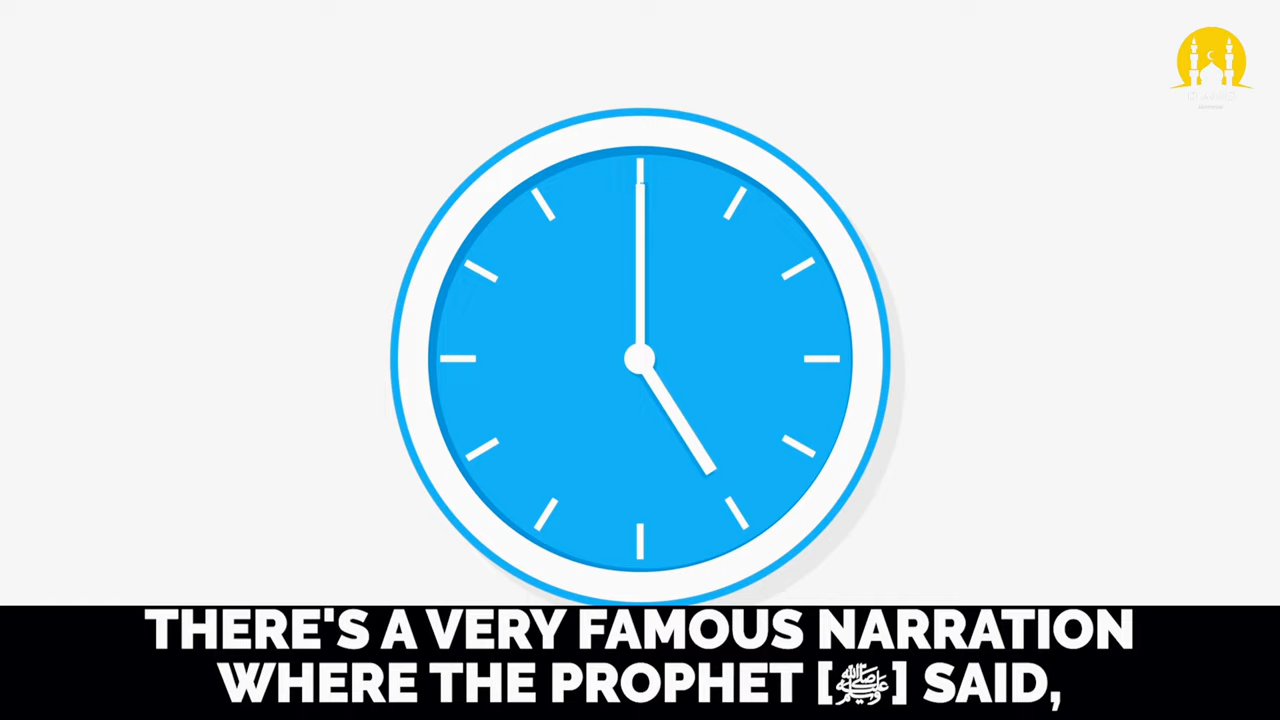 THERE'S A VERY FAMOUS NARRATION
WHERE THE PROPHET [ﷺ] SAID,